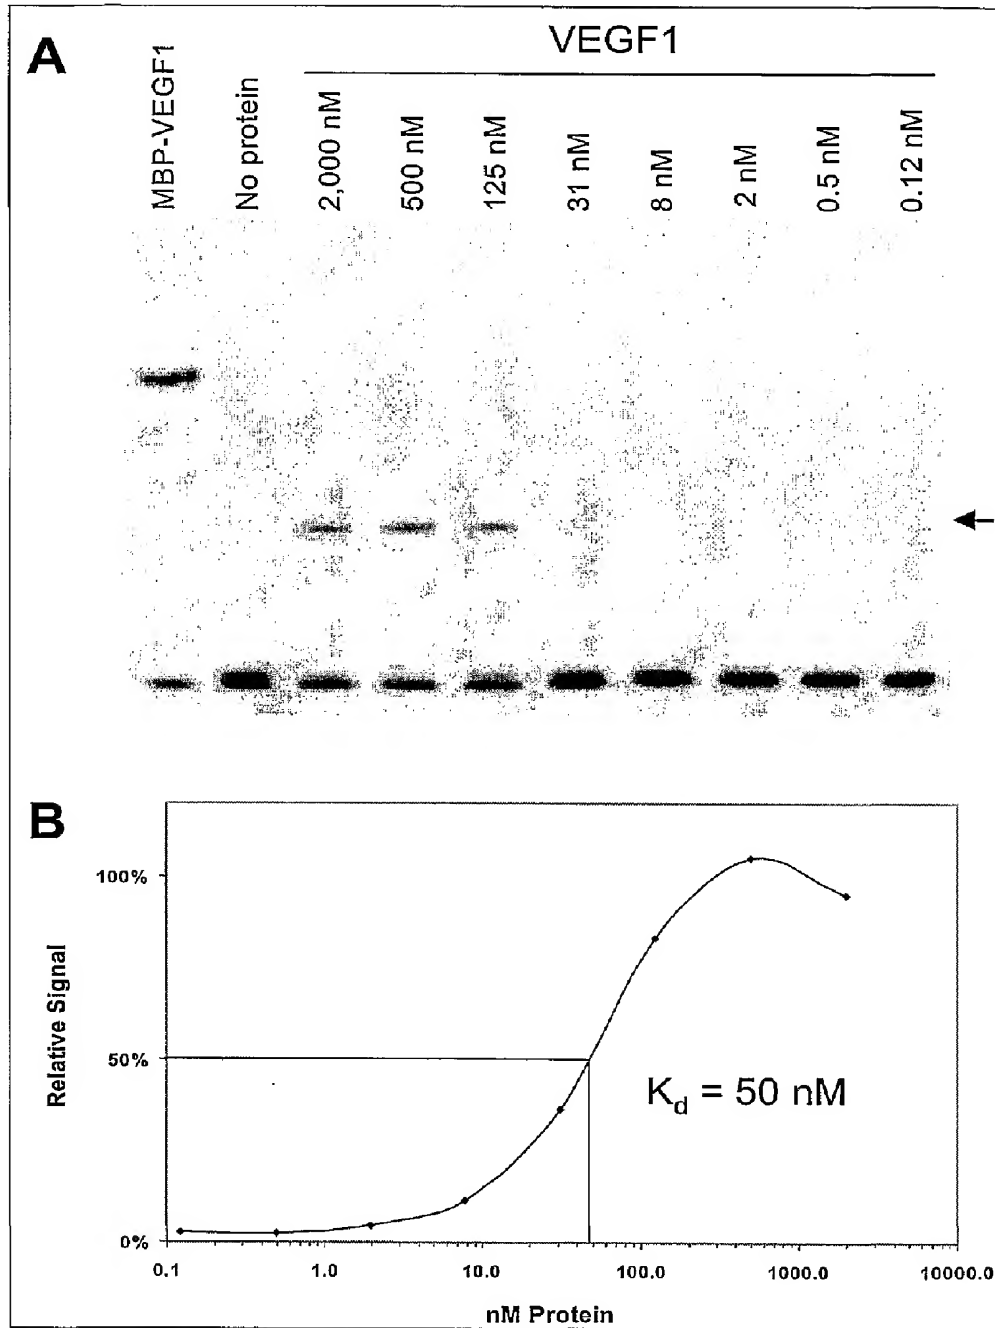 A
VEGF1
MBP-VEGF1
No protein
2,000 nM
500 nM
125 nM
31 nM
8 nM
2 nM
0.5 nM
0.12 nM
B
100%
50%
0%
Relative Signal
K_d = 50 nM
0.1 1.0 10.0 100.0 1000.0 10000.0
nM Protein